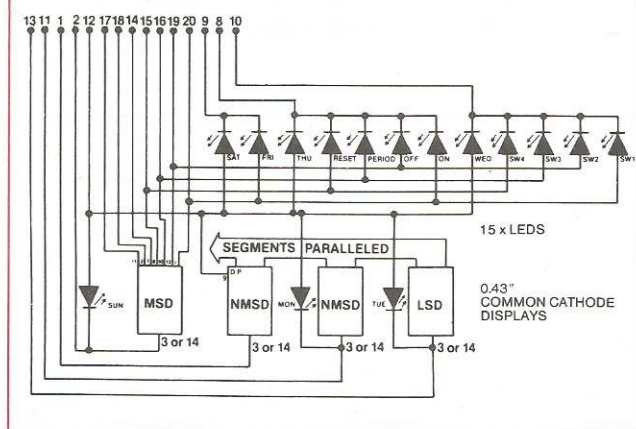 13 11 1 2 12 17 18 14 15 16 19 20 9 8 10
SAT FRI THU RESET PERIOD OFF ON WED SW4 SW3 SW2 SW1
15 x LEDS
SEGMENTS PARALLELED
9 D.P
SUN MSD NMSD MON NMSD TUE LSD
0.43"
COMMON CATHODE
DISPLAYS
3 or 14 3 or 14 3 or 14 3 or 14